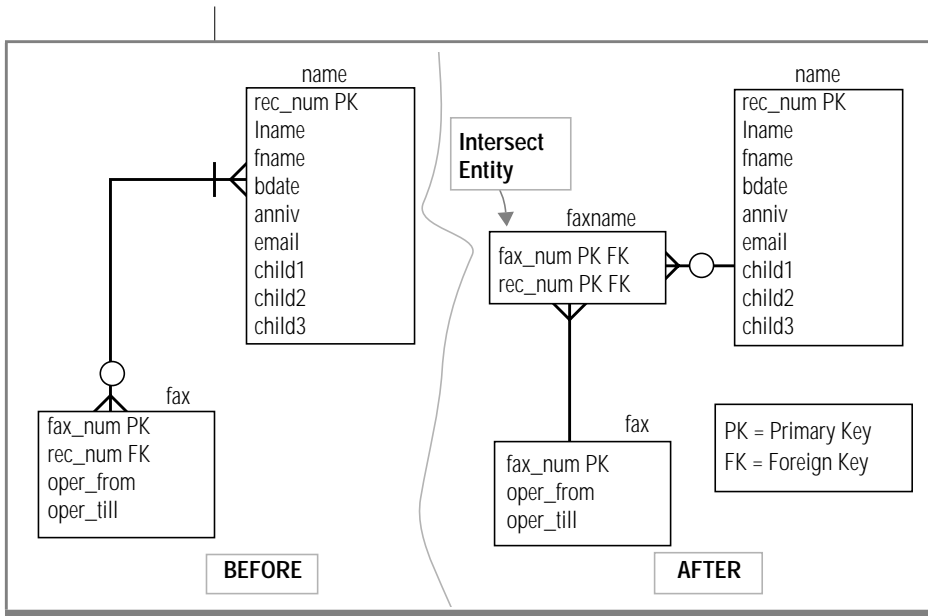 name
rec_num PK
lname
fname
bdate
anniv
email
child1
child2
child3
fax
fax_num PK
rec_num FK
oper_from
oper_till
BEFORE
Intersect
Entity
faxname
fax_num PK FK
rec_num PK FK
name
rec_num PK
lname
fname
bdate
anniv
email
child1
child2
child3
fax
fax_num PK
oper_from
oper_till
PK = Primary Key
FK = Foreign Key
AFTER